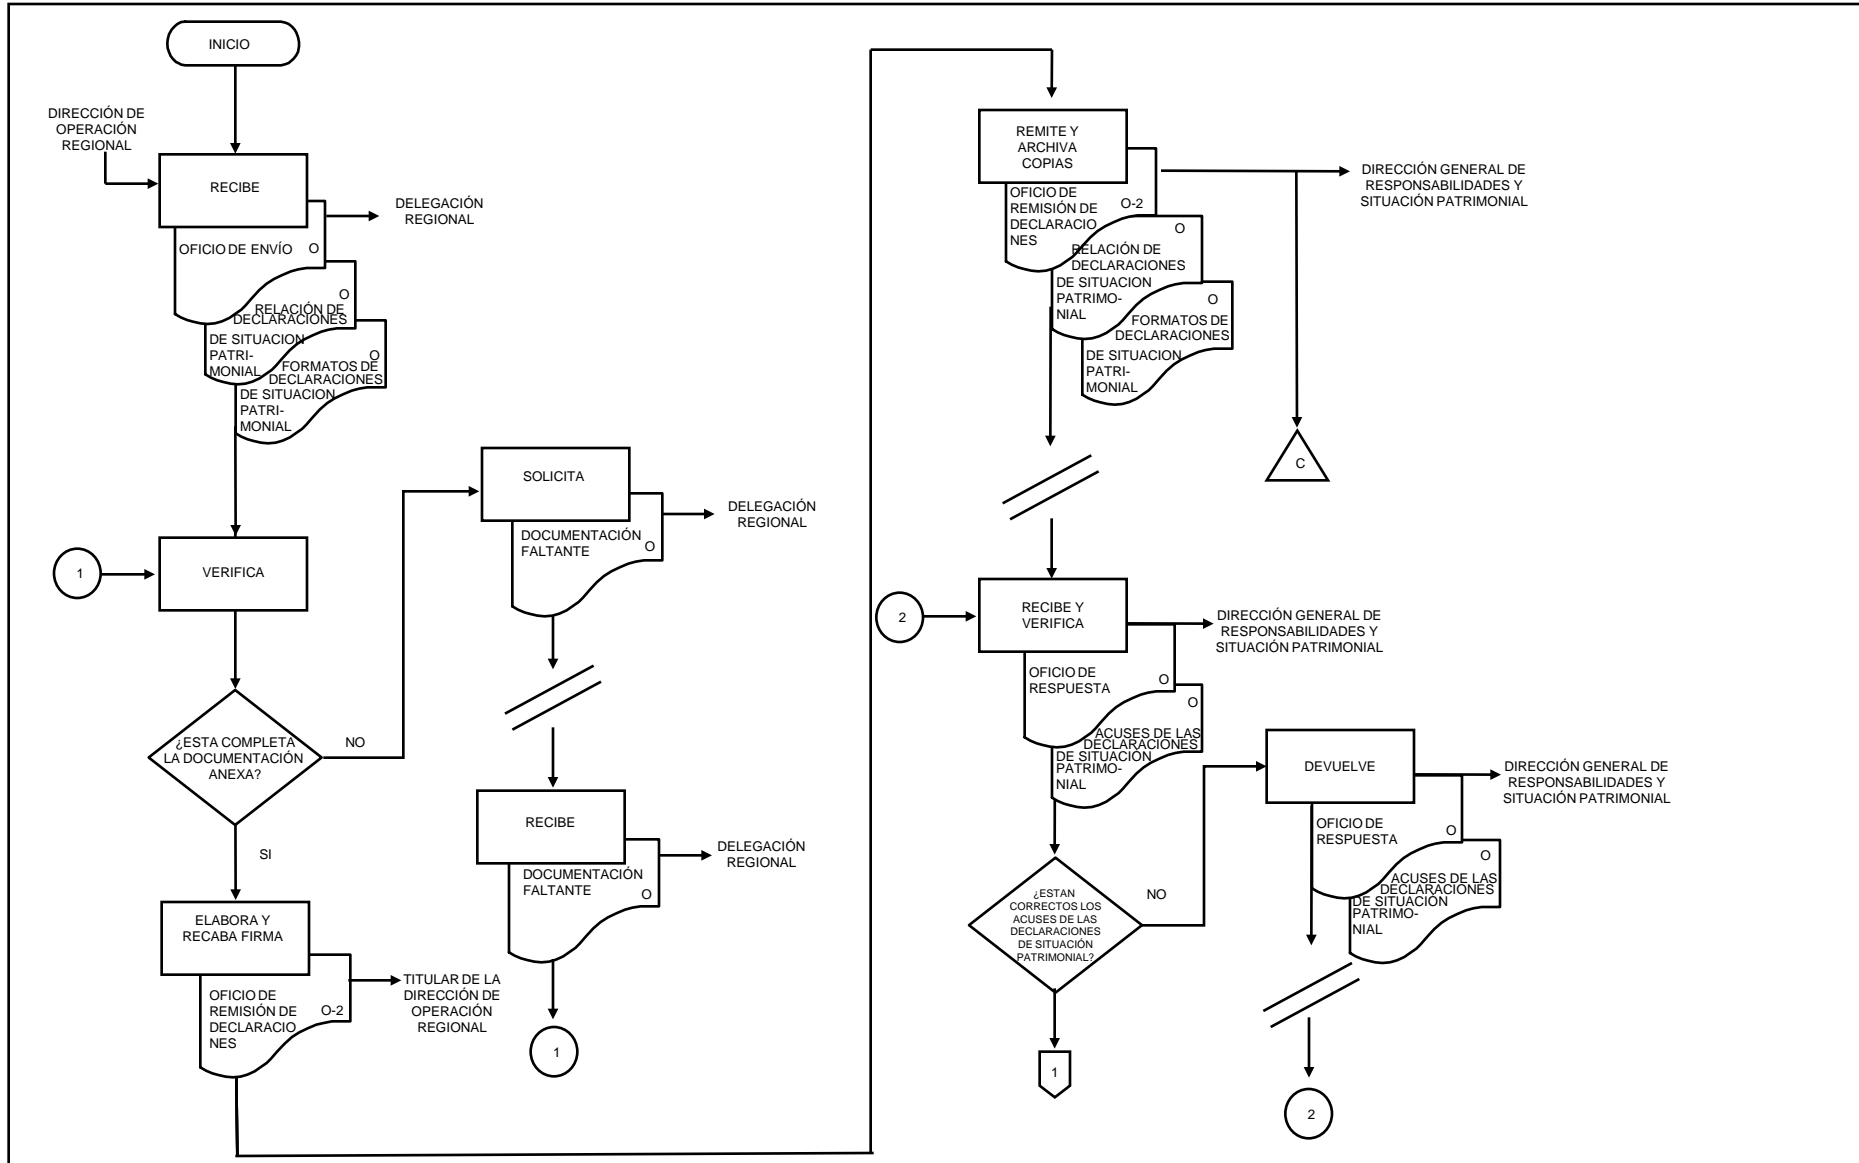 INICIO
DIRECCIÓN DE
OPERACIÓN
REGIONAL
RECIBE
DELEGACIÓN
REGIONAL
OFICIO DE ENVÍO
O
O
RELACIÓN DE
DECLARACIONES
DE SITUACION
PATRI-
MONIAL
O
FORMATOS DE
DECLARACIONES
DE SITUACION
PATRI-
MONIAL
1
VERIFICA
¿ESTA COMPLETA
LA DOCUMENTACIÓN
ANEXA?
NO
SI
ELABORA Y
RECABA FIRMA
OFICIO DE
REMISIÓN DE
DECLARACIO
NES
O-2
TITULAR DE LA
DIRECCIÓN DE
OPERACIÓN
REGIONAL
SOLICITA
DOCUMENTACIÓN
FALTANTE
O
DELEGACIÓN
REGIONAL
RECIBE
DOCUMENTACIÓN
FALTANTE
O
DELEGACIÓN
REGIONAL
1
REMITE Y
ARCHIVA
COPIAS
OFICIO DE
REMISIÓN DE
DECLARACIO
NES
O-2
DIRECCIÓN GENERAL DE
RESPONSABILIDADES Y
SITUACIÓN PATRIMONIAL
O
RELACIÓN DE
DECLARACIONES
DE SITUACION
PATRIMO-
NIAL
O
FORMATOS DE
DECLARACIONES
DE SITUACION
PATRI-
MONIAL
C
2
RECIBE Y
VERIFICA
DIRECCIÓN GENERAL DE
RESPONSABILIDADES Y
SITUACIÓN PATRIMONIAL
OFICIO DE
RESPUESTA
O
O
ACUSES DE LAS
DECLARACIONES
DE SITUACIÓN
PATRIMO-
NIAL
¿ESTAN
CORRECTOS LOS
ACUSES DE LAS
DECLARACIONES
DE SITUACIÓN
PATRIMONIAL?
NO
1
DEVUELVE
DIRECCIÓN GENERAL DE
RESPONSABILIDADES Y
SITUACIÓN PATRIMONIAL
OFICIO DE
RESPUESTA
O
O
ACUSES DE LAS
DECLARACIONES
DE SITUACIÓN
PATRIMO-
NIAL
2